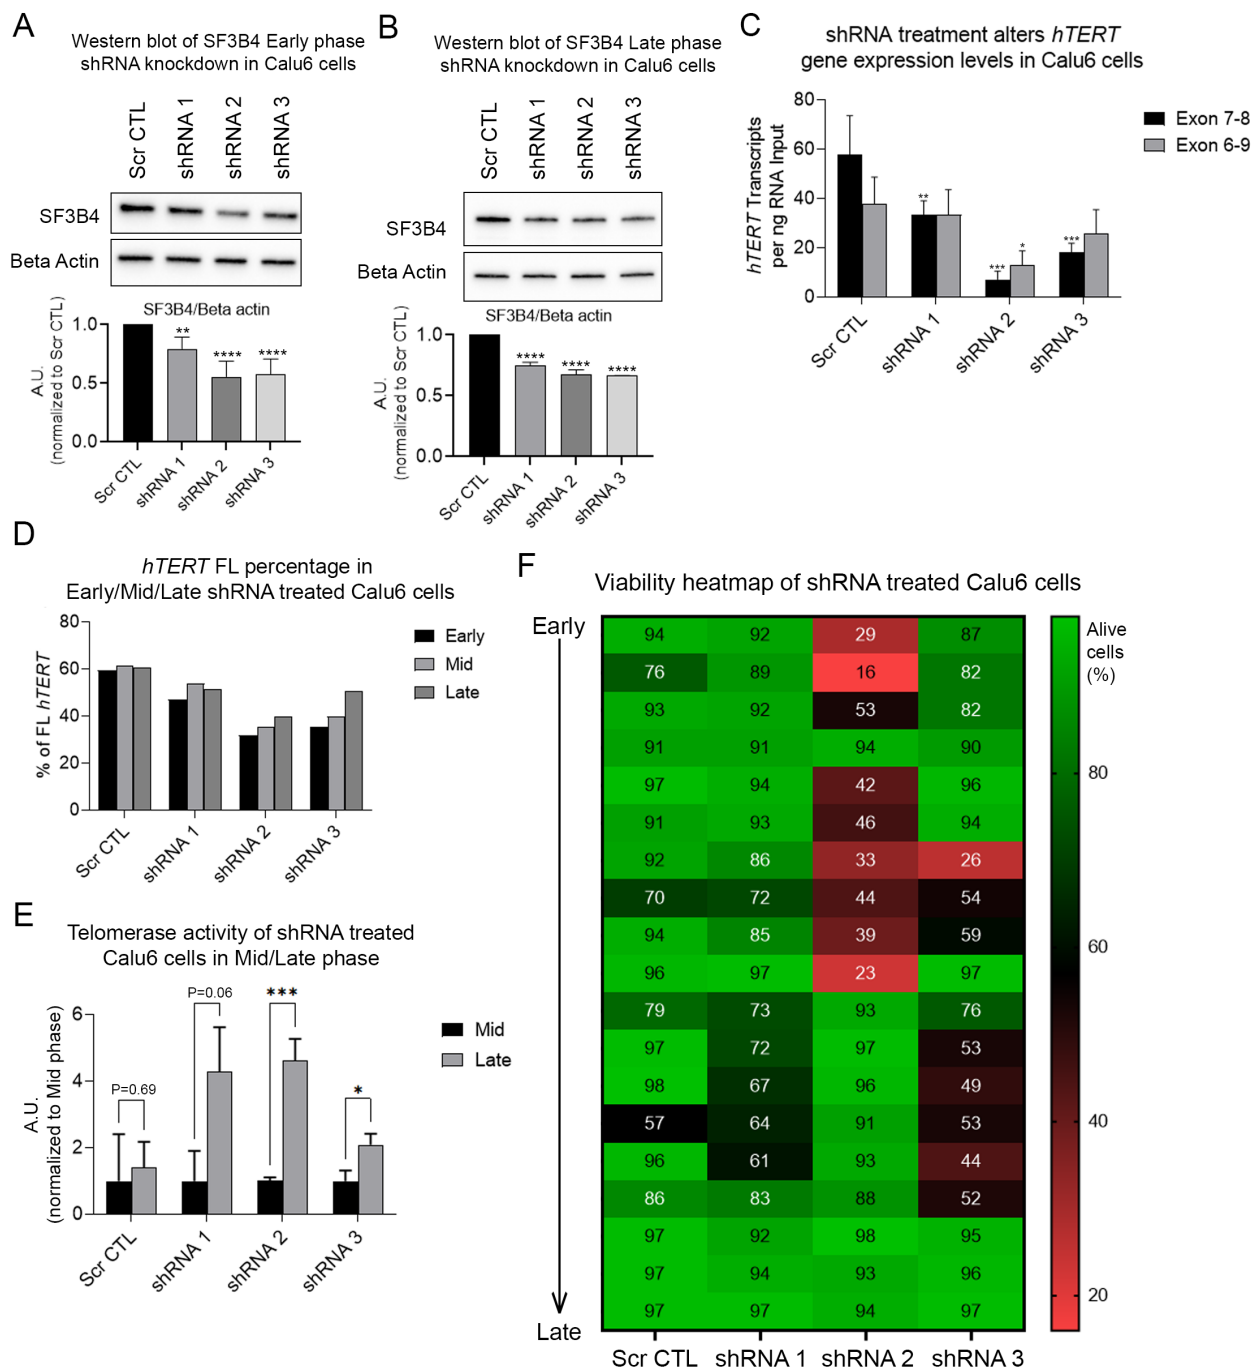 A
Western blot of SF3B4 Early phase
shRNA knockdown in Calu6 cells
Scr CTL
shRNA 1
shRNA 2
shRNA 3
SF3B4
Beta Actin
SF3B4/Beta actin
A.U.
(normalized to Scr CTL)
1.0
0.5
0.0
**
****
****
Scr CTL
shRNA 1
shRNA 2
shRNA 3
B
Western blot of SF3B4 Late phase
shRNA knockdown in Calu6 cells
Scr CTL
shRNA 1
shRNA 2
shRNA 3
SF3B4
Beta Actin
SF3B4/Beta actin
A.U.
(normalized to Scr CTL)
1.0
0.5
0.0
****
****
****
Scr CTL
shRNA 1
shRNA 2
shRNA 3
C
shRNA treatment alters hTERT
gene expression levels in Calu6 cells
hTERT Transcripts
per ng RNA Input
80
60
40
20
0
**
***
*
***
Exon 7-8
Exon 6-9
Scr CTL
shRNA 1
shRNA 2
shRNA 3
D
hTERT FL percentage in
Early/Mid/Late shRNA treated Calu6 cells
% of FL hTERT
80
60
40
20
0
Early
Mid
Late
Scr CTL
shRNA 1
shRNA 2
shRNA 3
E
Telomerase activity of shRNA treated
Calu6 cells in Mid/Late phase
A.U.
(normalized to Mid phase)
6
4
2
0
P=0.69
P=0.06
***
*
Mid
Late
Scr CTL
shRNA 1
shRNA 2
shRNA 3
F
Viability heatmap of shRNA treated Calu6 cells
Early
94 92 29 87
76 89 16 82
93 92 53 82
91 91 94 90
97 94 42 96
91 93 46 94
92 86 33 26
70 72 44 54
94 85 39 59
96 97 23 97
79 73 93 76
97 72 97 53
98 67 96 49
57 64 91 53
96 61 93 44
86 83 88 52
97 92 98 95
97 94 93 96
97 97 94 97
Late
Scr CTL shRNA 1 shRNA 2 shRNA 3
Alive
cells
(%)
80
60
40
20